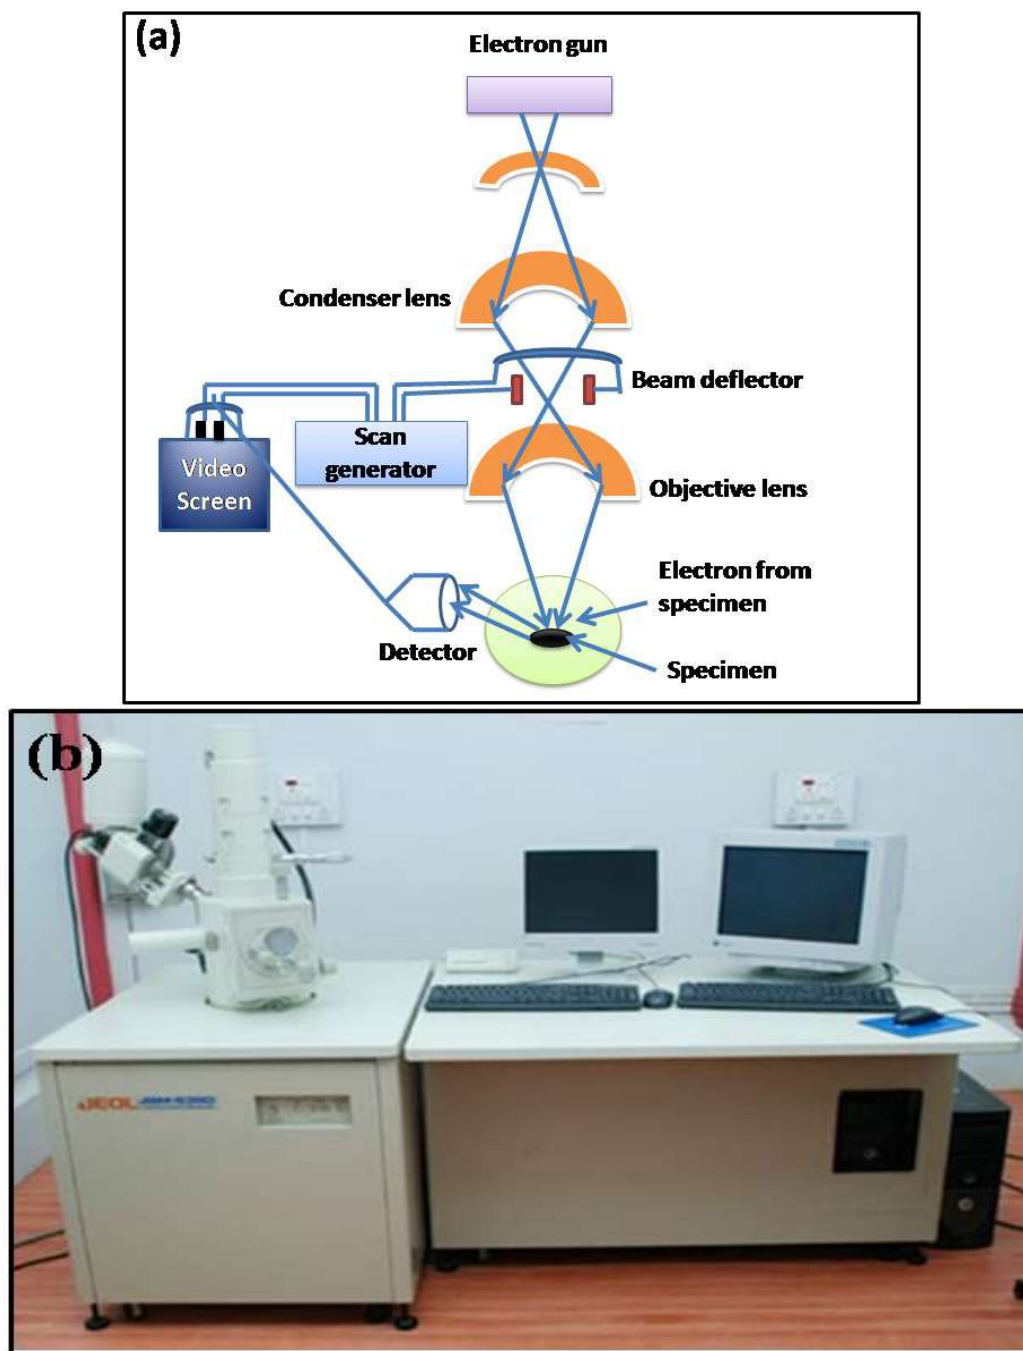 (a)
Electron gun
Condenser lens
Beam deflector
Scan
generator
Video
Screen
Objective lens
Electron from
specimen
Detector
Specimen
(b)
JEOL